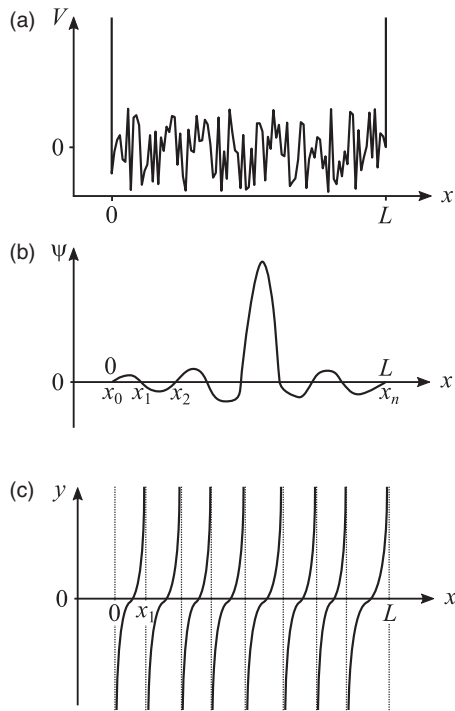 (a)
V
0
0 L x
(b)
Ψ
0 L
0 x
x₀ x₁ x₂ xₙ
(c)
y
0 x
0 x₁ L